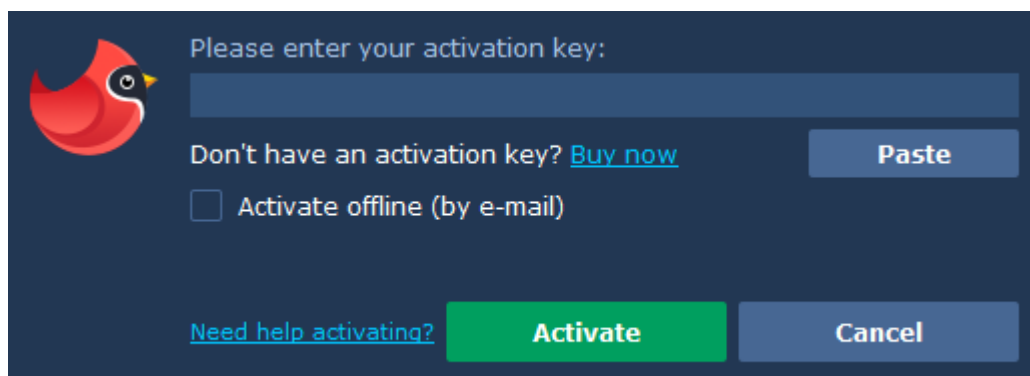 Please enter your activation key:
Don't have an activation key? Buy now
Paste
Activate offline (by e-mail)
Need help activating?
Activate
Cancel